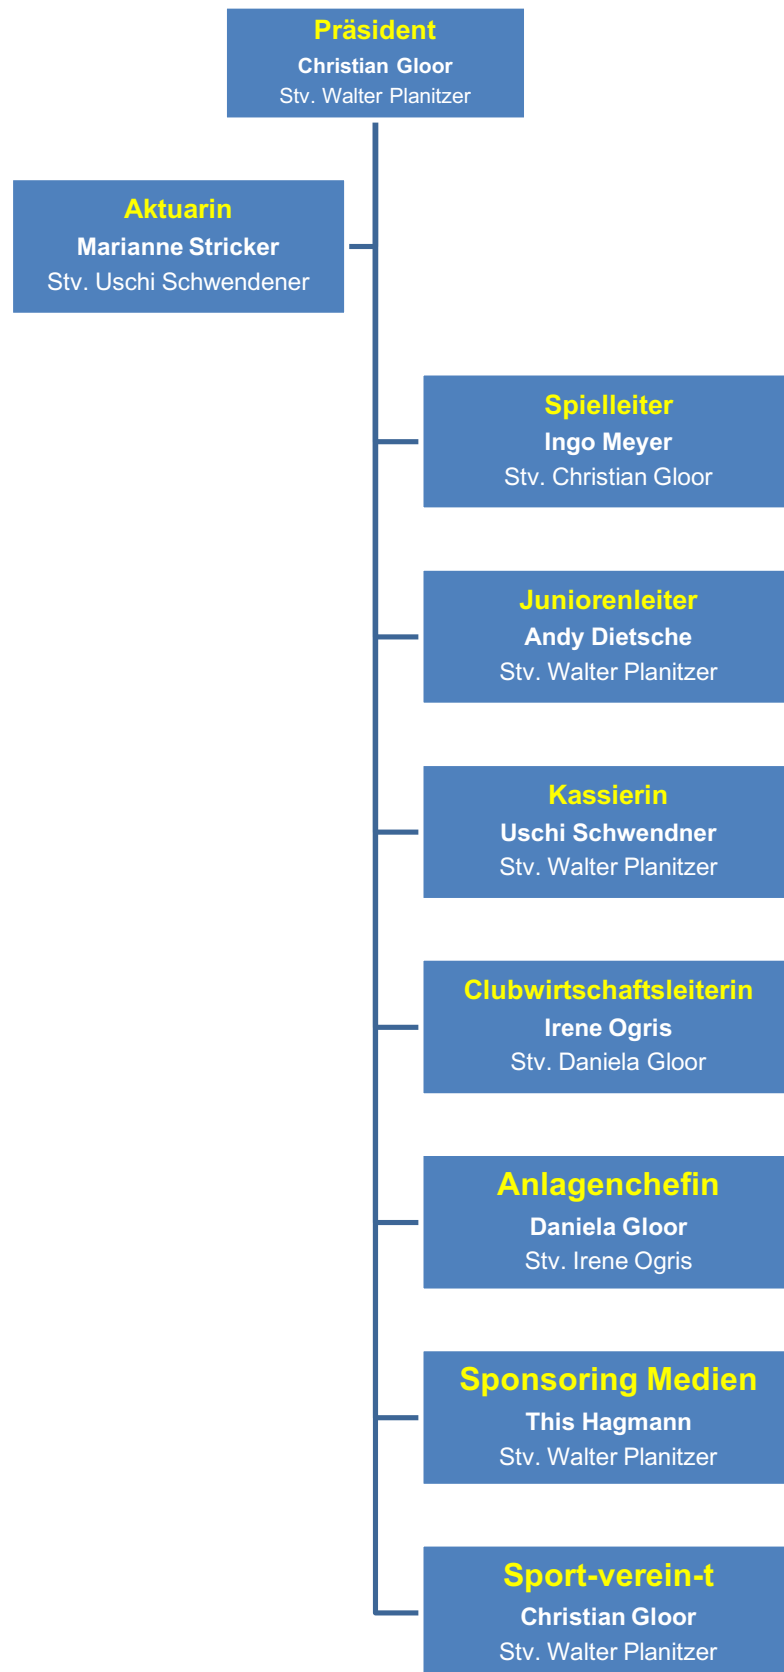 Präsident
Christian Gloor
Stv. Walter Planitzer
Aktuarin
Marianne Stricker
Stv. Uschi Schwendener
Spielleiter
Ingo Meyer
Stv. Christian Gloor
Juniorenleiter
Andy Dietsche
Stv. Walter Planitzer
Kassierin
Uschi Schwendner
Stv. Walter Planitzer
Clubwirtschaftsleiterin
Irene Ogris
Stv. Daniela Gloor
Anlagenchefin
Daniela Gloor
Stv. Irene Ogris
Sponsoring Medien
This Hagmann
Stv. Walter Planitzer
Sport-verein-t
Christian Gloor
Stv. Walter Planitzer